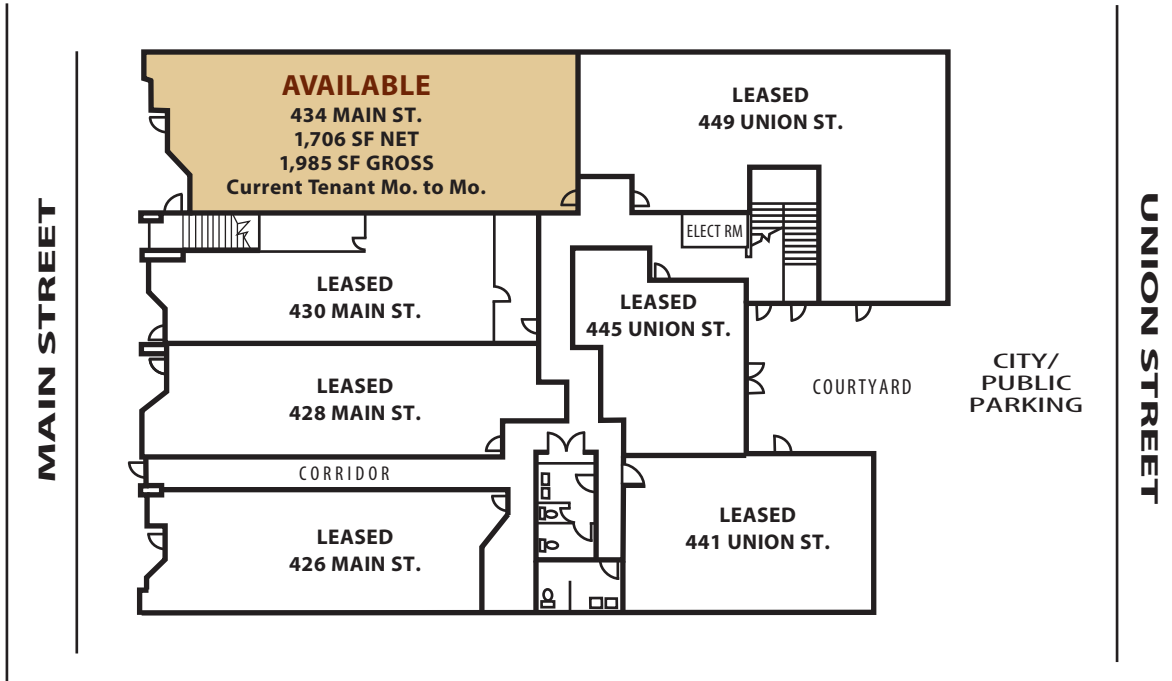 MAIN STREET
AVAILABLE
434 MAIN ST.
1,706 SF NET
1,985 SF GROSS
Current Tenant Mo. to Mo.
LEASED
449 UNION ST.
ELECT RM
LEASED
430 MAIN ST.
LEASED
445 UNION ST.
LEASED
428 MAIN ST.
COURTYARD
CITY/
PUBLIC
PARKING
CORRIDOR
LEASED
426 MAIN ST.
LEASED
441 UNION ST.
UNION STREET